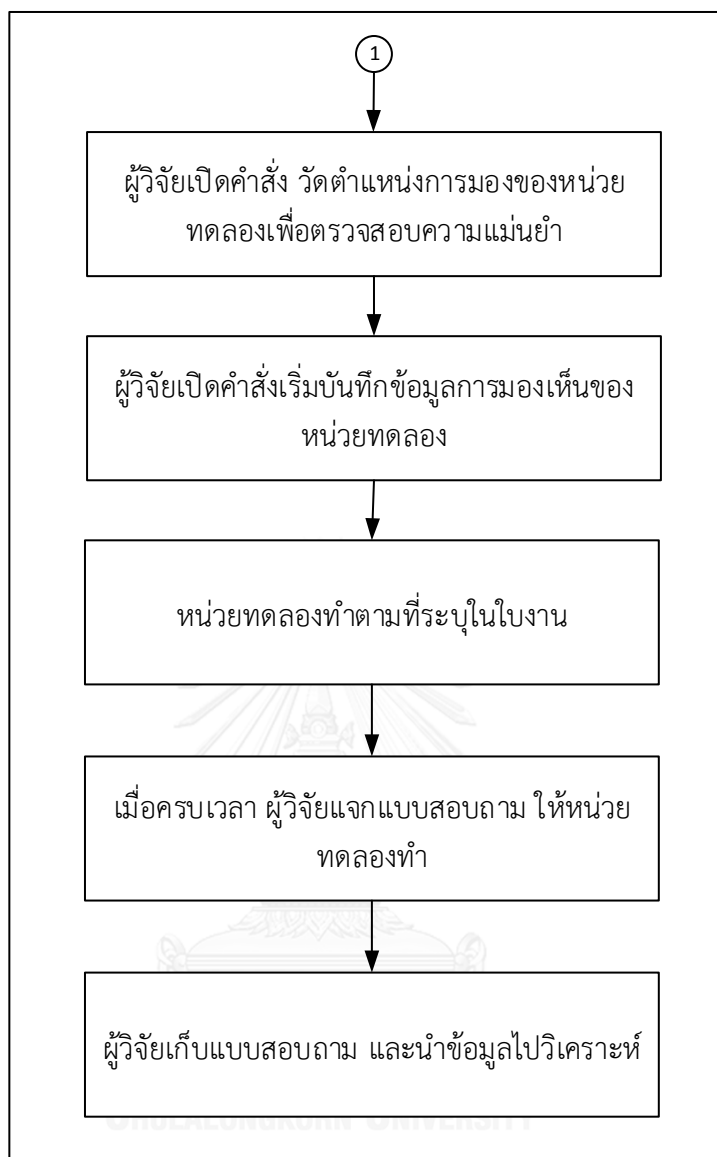 1
ผู้วิจัยเปิดคำสั่ง วัดตำแหน่งการมองของหน่วย
ทดลองเพื่อตรวจสอบความแม่นยำ
ผู้วิจัยเปิดคำสั่งเริ่มบันทึกข้อมูลการมองเห็นของ
หน่วยทดลอง
หน่วยทดลองทำตามที่ระบุในใบงาน
เมื่อครบเวลา ผู้วิจัยแจกแบบสอบถาม ให้หน่วย
ทดลองทำ
ผู้วิจัยเก็บแบบสอบถาม และนำข้อมูลไปวิเคราะห์
CHULALONGKORN UNIVERSITY